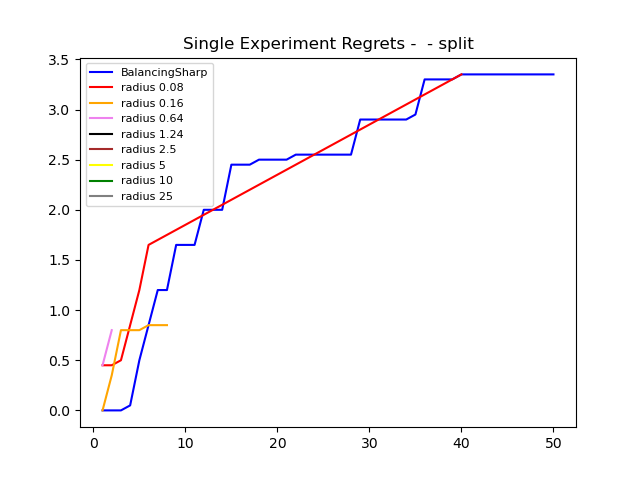 Single Experiment Regrets -  - split
3.5
3.0
2.5
2.0
1.5
1.0
0.5
0.0
BalancingSharp
radius 0.08
radius 0.16
radius 0.64
radius 1.24
radius 2.5
radius 5
radius 10
radius 25
0 10 20 30 40 50